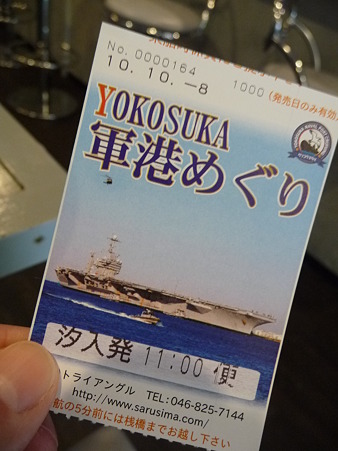 No. 0000164
10.10.-8 1000 (発売日のみ有効
YOKOSUKA
軍港めぐり
汐入発 11:00 便
トライアングル TEL:046-825-7144
http://www.sarusima.com/
航の5分前には桟橋までお越し下さい